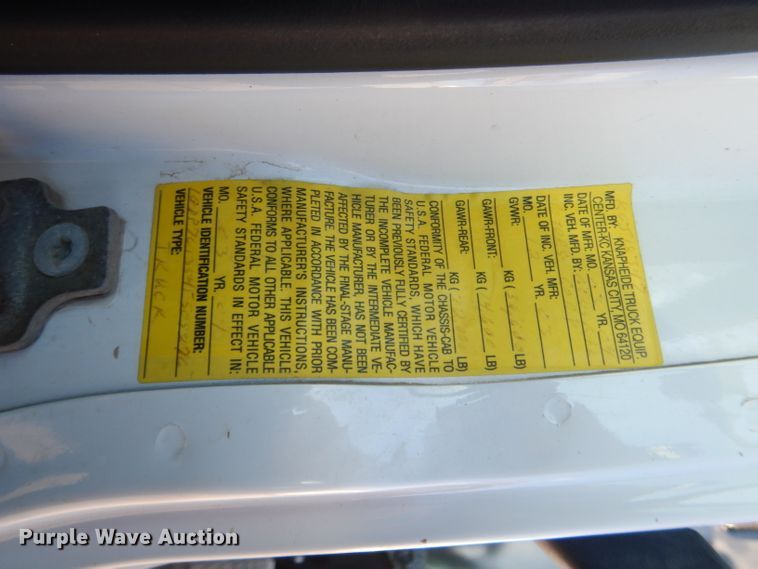 MFD. BY: KNAPHEIDE TRUCK EQUIP.
CENTER-KC KANSAS CITY, MO 64120
DATE OF MFR. MO. YR.
INC. VEH. MFD. BY:
DATE OF INC. VEH. MFR:
MO. YR.
GVWR: KG ( LB)
GAWR-FRONT: KG ( LB)
GAWR-REAR: KG ( LB)
CONFORMITY OF THE CHASSIS-CAB TO
U.S.A. FEDERAL MOTOR VEHICLE
SAFETY STANDARDS, WHICH HAVE
BEEN PREVIOUSLY FULLY CERTIFIED BY
THE INCOMPLETE VEHICLE MANUFAC-
TURER OR BY THE INTERMEDIATE VE-
HICLE MANUFACTURER, HAS NOT BEEN
AFFECTED BY THE FINAL-STAGE MANU-
FACTURE. THE VEHICLE HAS BEEN COM-
PLETED IN ACCORDANCE WITH PRIOR
MANUFACTURER'S INSTRUCTIONS,
WHERE APPLICABLE. THIS VEHICLE
CONFORMS TO ALL OTHER APPLICABLE
U.S.A. FEDERAL MOTOR VEHICLE
SAFETY STANDARDS IN EFFECT IN:
MO. YR.
VEHICLE IDENTIFICATION NUMBER:
VEHICLE TYPE: TRUCK
Purple Wave Auction